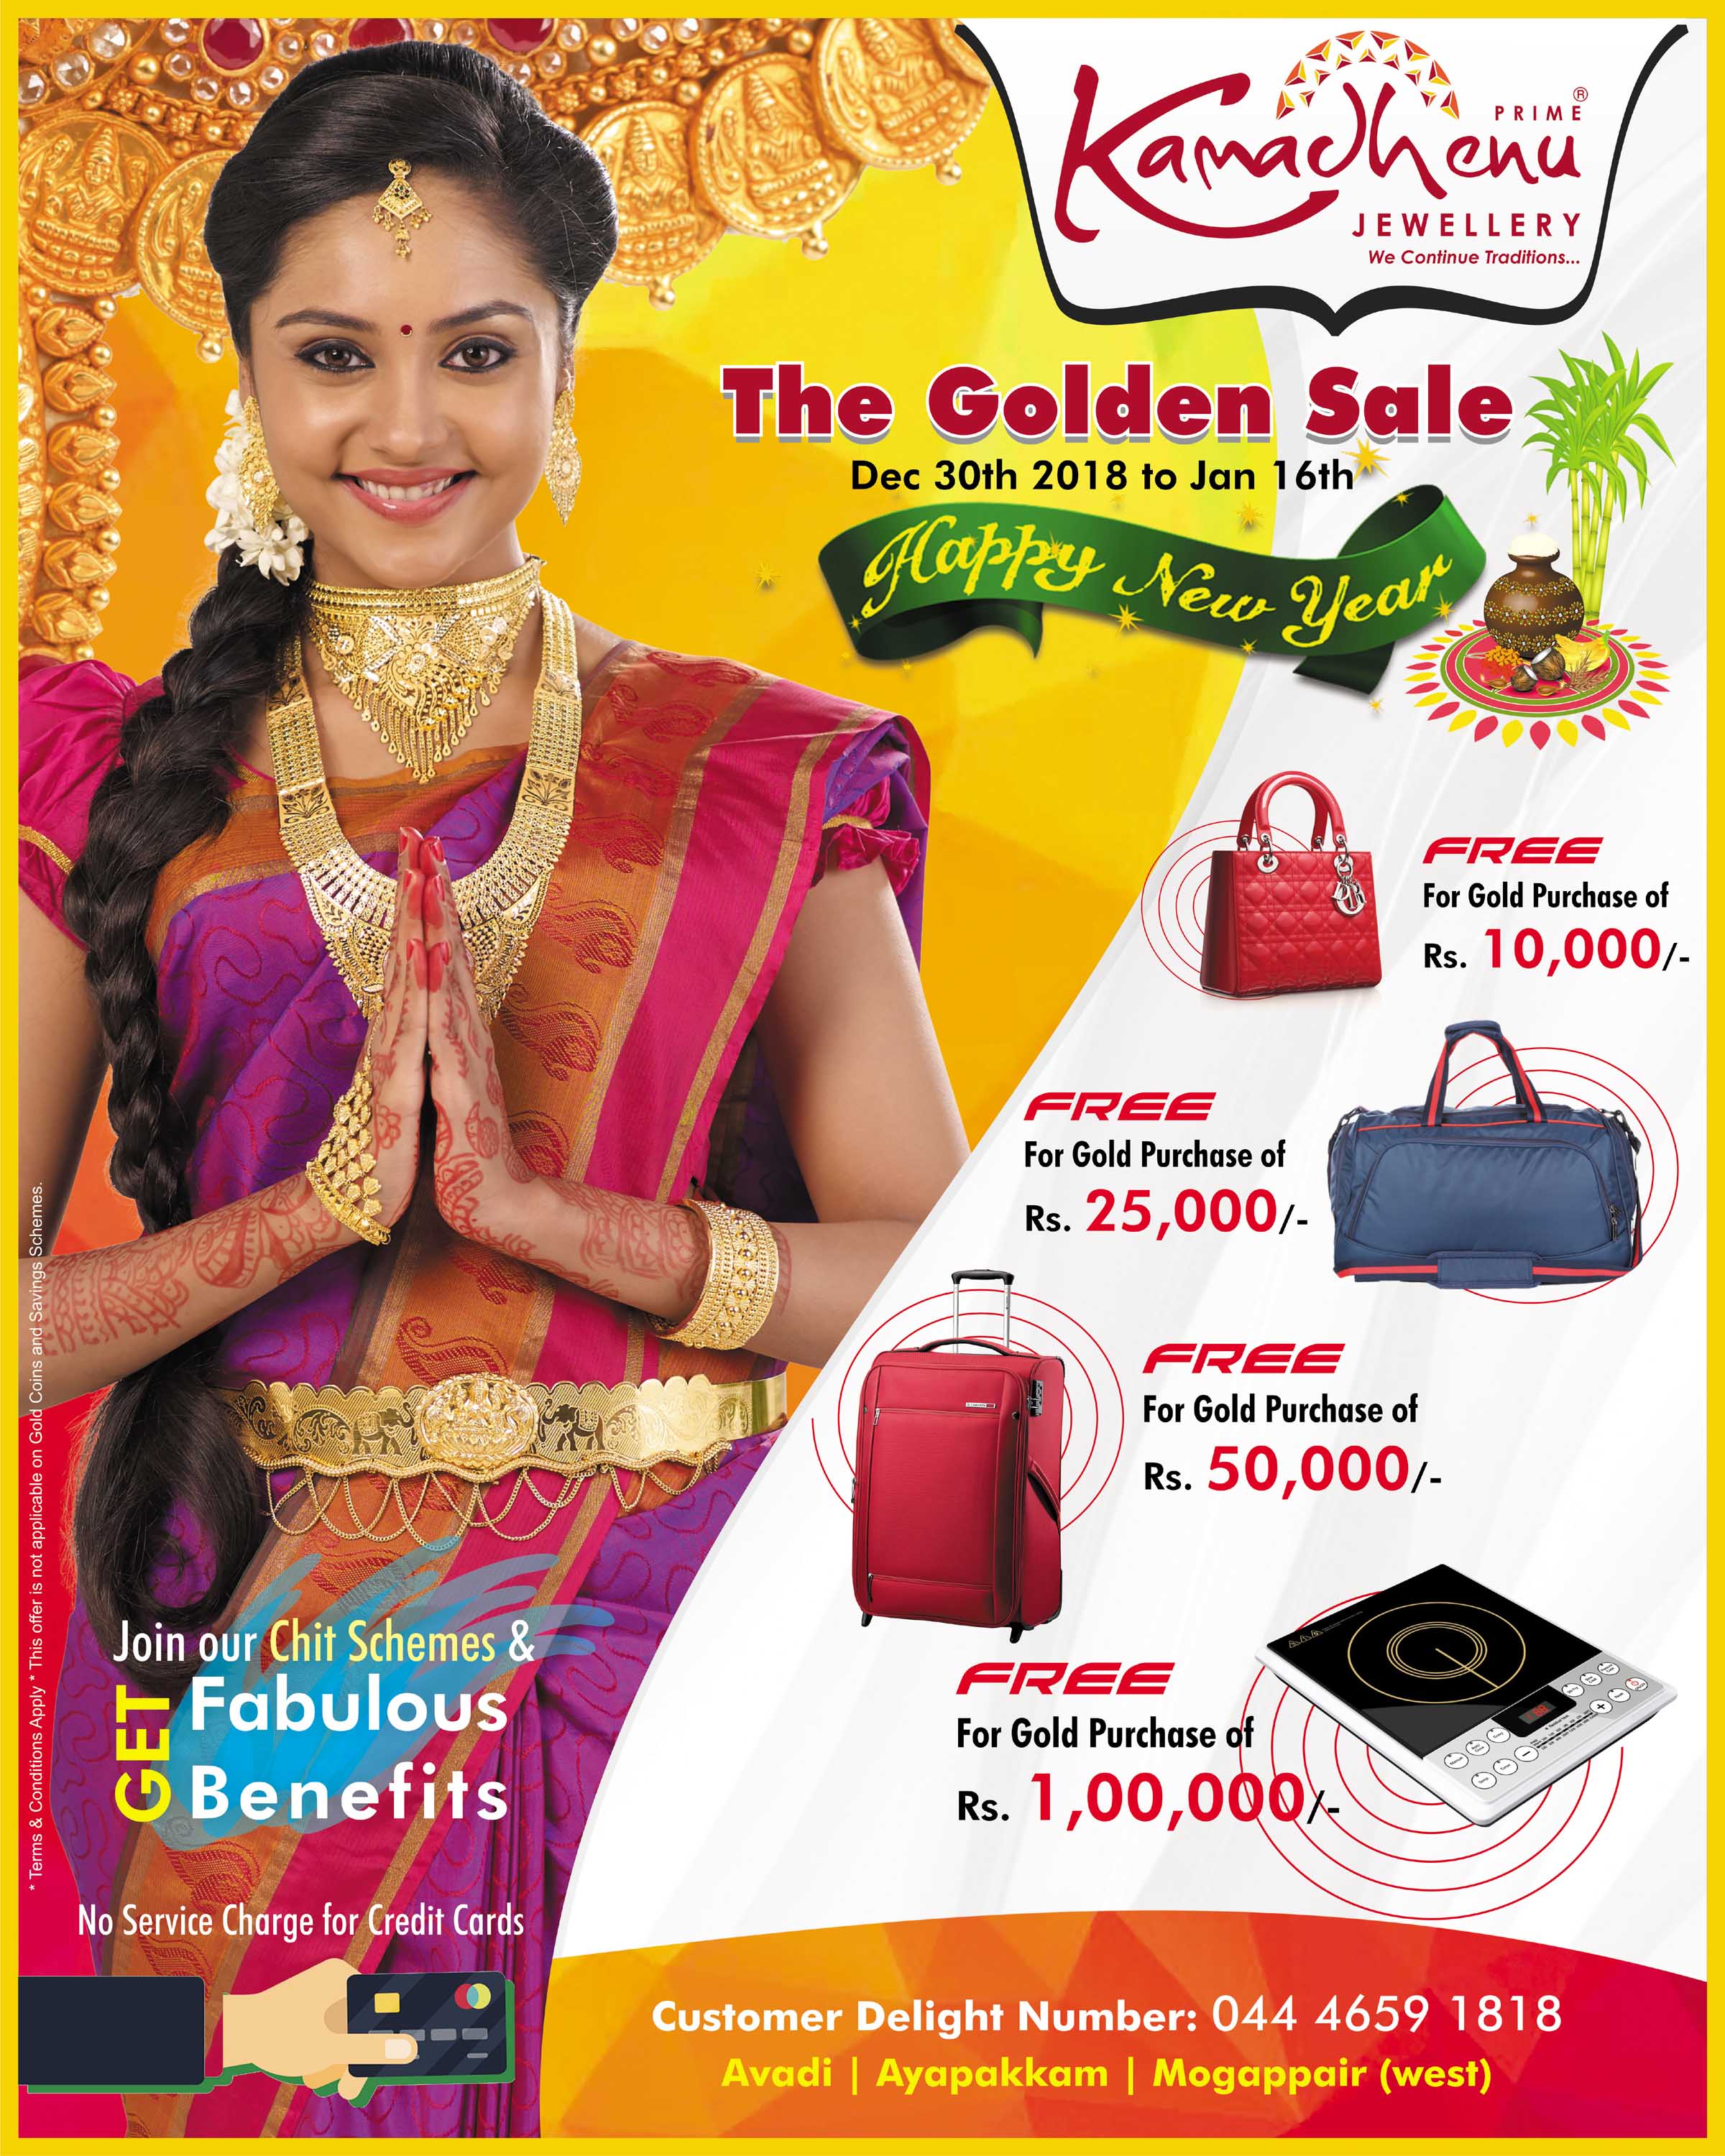 PRIME ®
Kamadhenu
JEWELLERY
We Continue Traditions...
The Golden Sale
Dec 30th 2018 to Jan 16th
Happy New Year
FREE
For Gold Purchase of
Rs. 10,000/-
FREE
For Gold Purchase of
Rs. 25,000/-
FREE
For Gold Purchase of
Rs. 50,000/-
FREE
For Gold Purchase of
Rs. 1,00,000/-
Join our Chit Schemes &
GET
Fabulous
Benefits
No Service Charge for Credit Cards
* Terms & Conditions Apply * This offer is not applicable on Gold Coins and Savings Schemes.
Customer Delight Number: 044 4659 1818
Avadi | Ayapakkam | Mogappair (west)